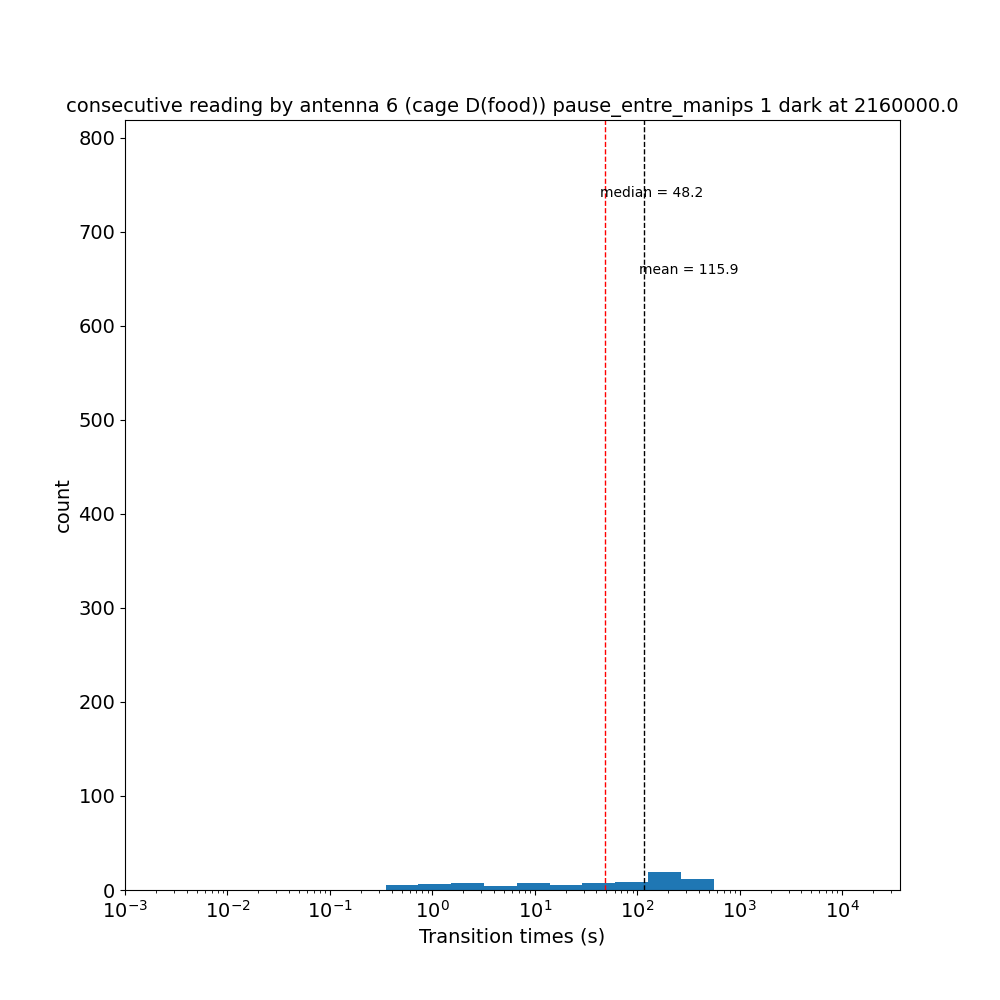 consecutive reading by antenna 6 (cage D(food)) pause_entre_manips 1 dark at 2160000.0
800
median = 48.2
700
mean = 115.9
600
500
count
400
300
200
100
0
10⁻³ 10⁻² 10⁻¹ 10⁰ 10¹ 10² 10³ 10⁴
Transition times (s)